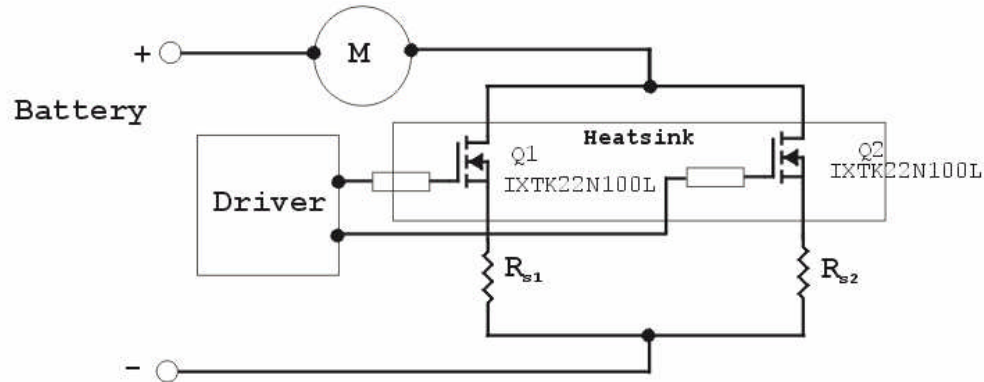 +
M
Battery
Heatsink
Q1
IXTK22N100L
Q2
IXTK22N100L
Driver
Rs1
Rs2
-